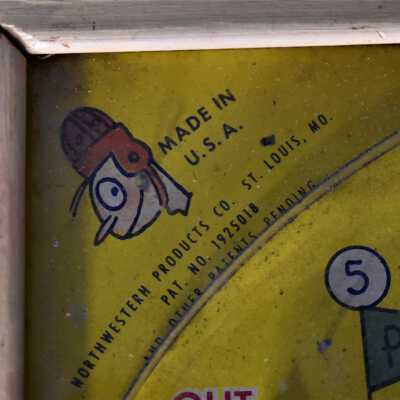 MADE IN
U.S.A.
NORTHWESTERN PRODUCTS CO. ST. LOUIS, MO.
PAT. NO. 1925018
AND OTHER PATENTS PENDING
5
OUT